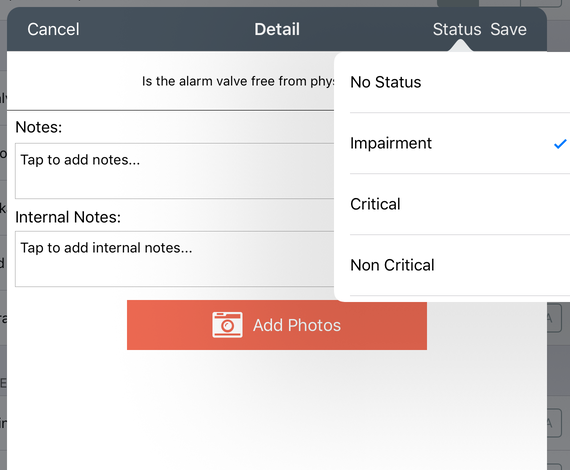 Cancel
Detail
Status
Save
Is the alarm valve free from
Notes:
Tap to add notes...
Internal Notes:
Tap to add internal notes...
Add Photos
No Status
Impairment
Critical
Non Critical